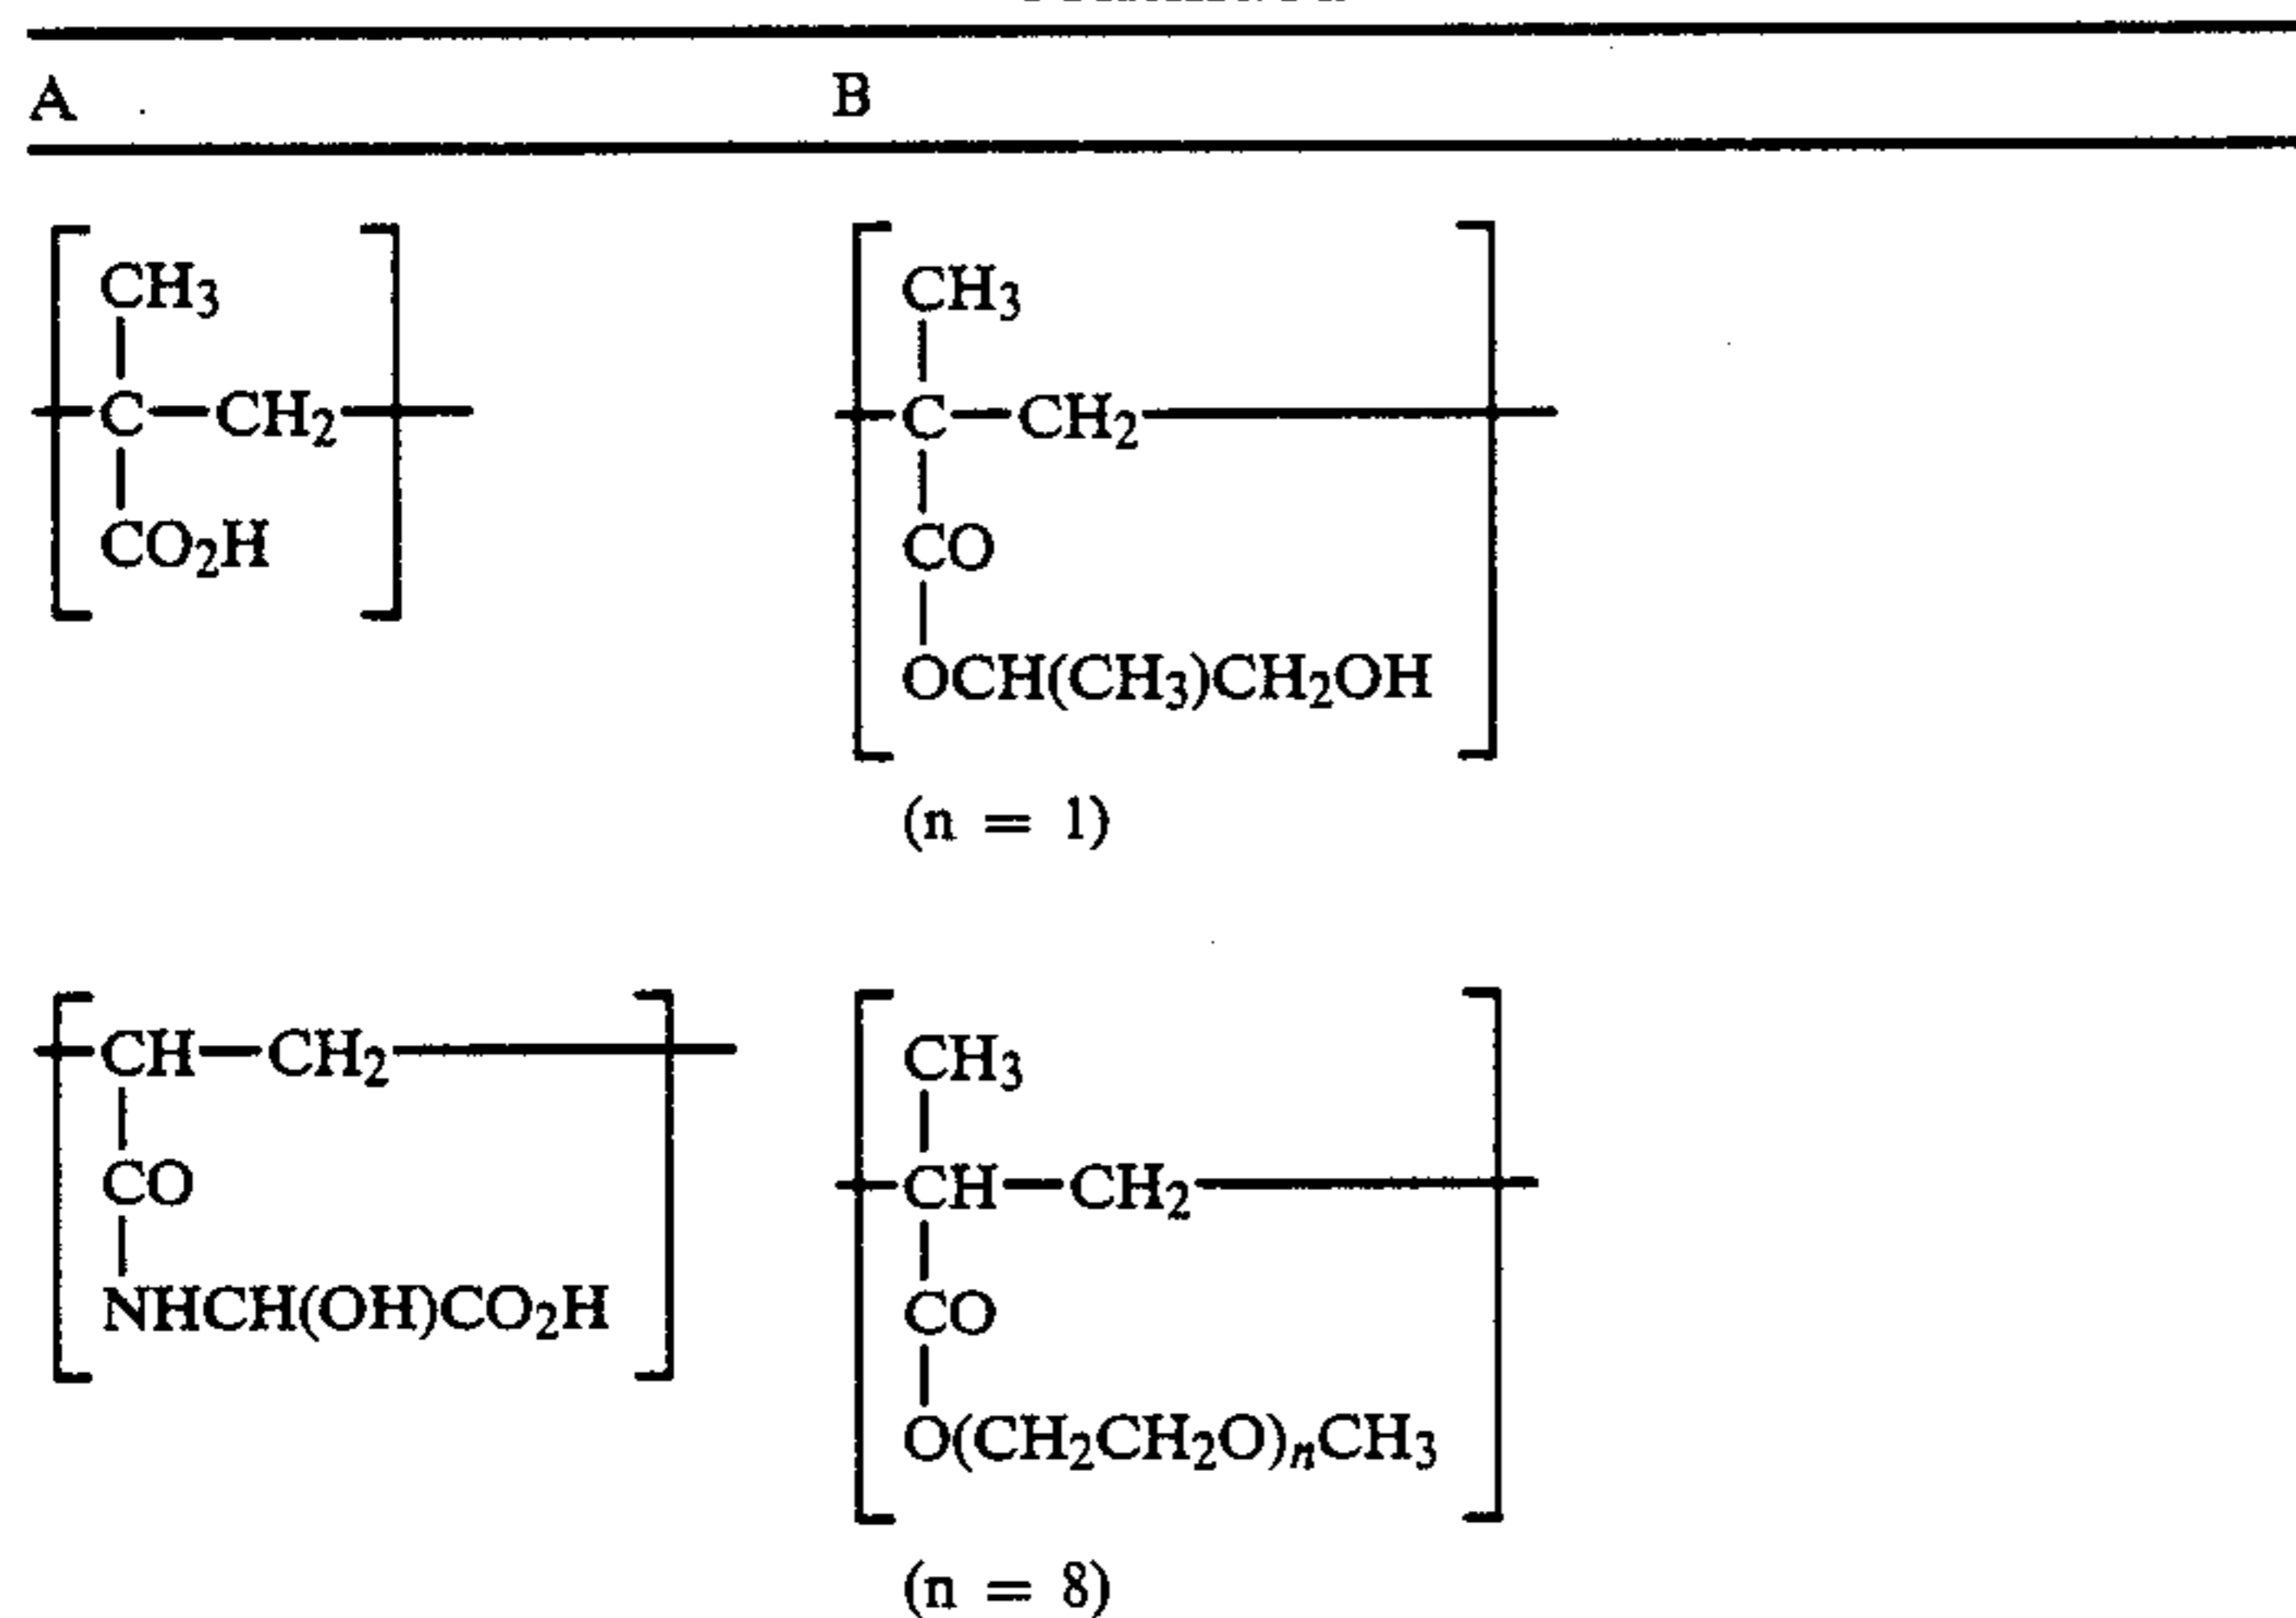 A B
CH₃ CH₃
C—CH₂ C—CH₂
CO₂H CO
OCH(CH₃)CH₂OH
(n = 1)
CH—CH₂ CH₃
CO CH—CH₂
NHCH(OH)CO₂H CO
O(CH₂CH₂O)ₙCH₃
(n = 8)